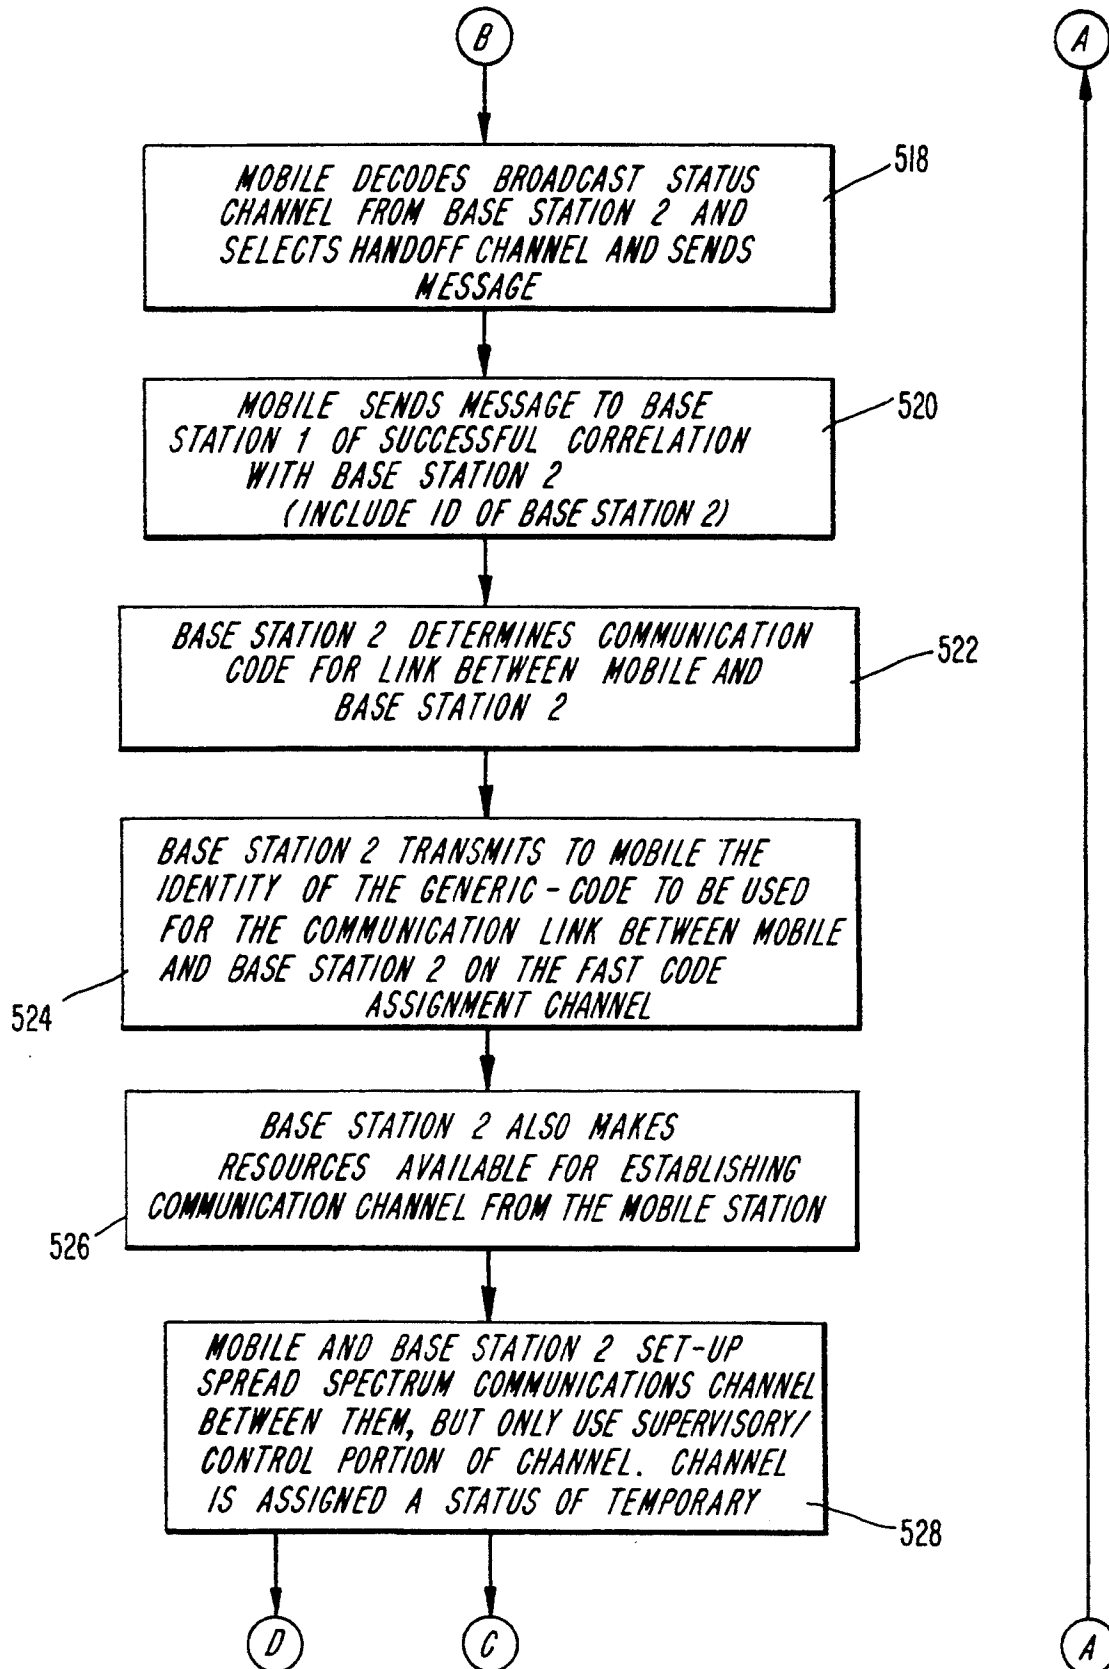 B
A
MOBILE DECODES BROADCAST STATUS
CHANNEL FROM BASE STATION 2 AND
SELECTS HANDOFF CHANNEL AND SENDS
MESSAGE
518
MOBILE SENDS MESSAGE TO BASE
STATION 1 OF SUCCESSFUL CORRELATION
WITH BASE STATION 2
(INCLUDE ID OF BASE STATION 2)
520
BASE STATION 2 DETERMINES COMMUNICATION
CODE FOR LINK BETWEEN MOBILE AND
BASE STATION 2
522
BASE STATION 2 TRANSMITS TO MOBILE THE
IDENTITY OF THE GENERIC-CODE TO BE USED
FOR THE COMMUNICATION LINK BETWEEN MOBILE
AND BASE STATION 2 ON THE FAST CODE
ASSIGNMENT CHANNEL
524
BASE STATION 2 ALSO MAKES
RESOURCES AVAILABLE FOR ESTABLISHING
COMMUNICATION CHANNEL FROM THE MOBILE STATION
526
MOBILE AND BASE STATION 2 SET-UP
SPREAD SPECTRUM COMMUNICATIONS CHANNEL
BETWEEN THEM, BUT ONLY USE SUPERVISORY/
CONTROL PORTION OF CHANNEL. CHANNEL
IS ASSIGNED A STATUS OF TEMPORARY
528
D
C
A